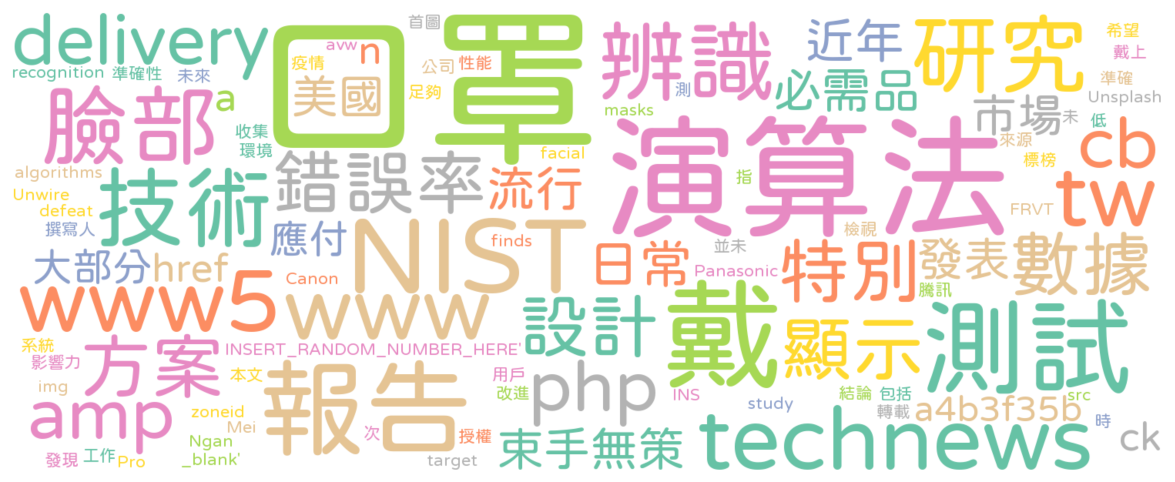 delivery
口罩
首圖
avw
n
疫情
美國
公司
性能
足夠
辨識
近年
研究
希望
戴上
recognition
準確性
未來
a
臉部
收集
環境
masks
測
必需品
市場
未
準確
Unsplash
低
來源
標榜
cb
algorithms
Unwire
defeat
撰寫人
技術
錯誤率
facial
流行
演算法
指
tw
FRVT
應付
NIST
finds
並未
檢視
大部分
href
Canon
日常
Panasonic
特別
發表
騰訊
數據
www5
www
設計
戴
顯示
測試
系統
影響力
方案
INSERT_RANDOM_NUMBER_HERE'
img
本文
報告
用戶
改進
php
INS
study
結論
包括
轉載
a4b3f35b
src
時
amp
zoneid
Mei
Ngan
_blank'
次
授權
target
束手無策
technews
ck
發現
工作
Pro